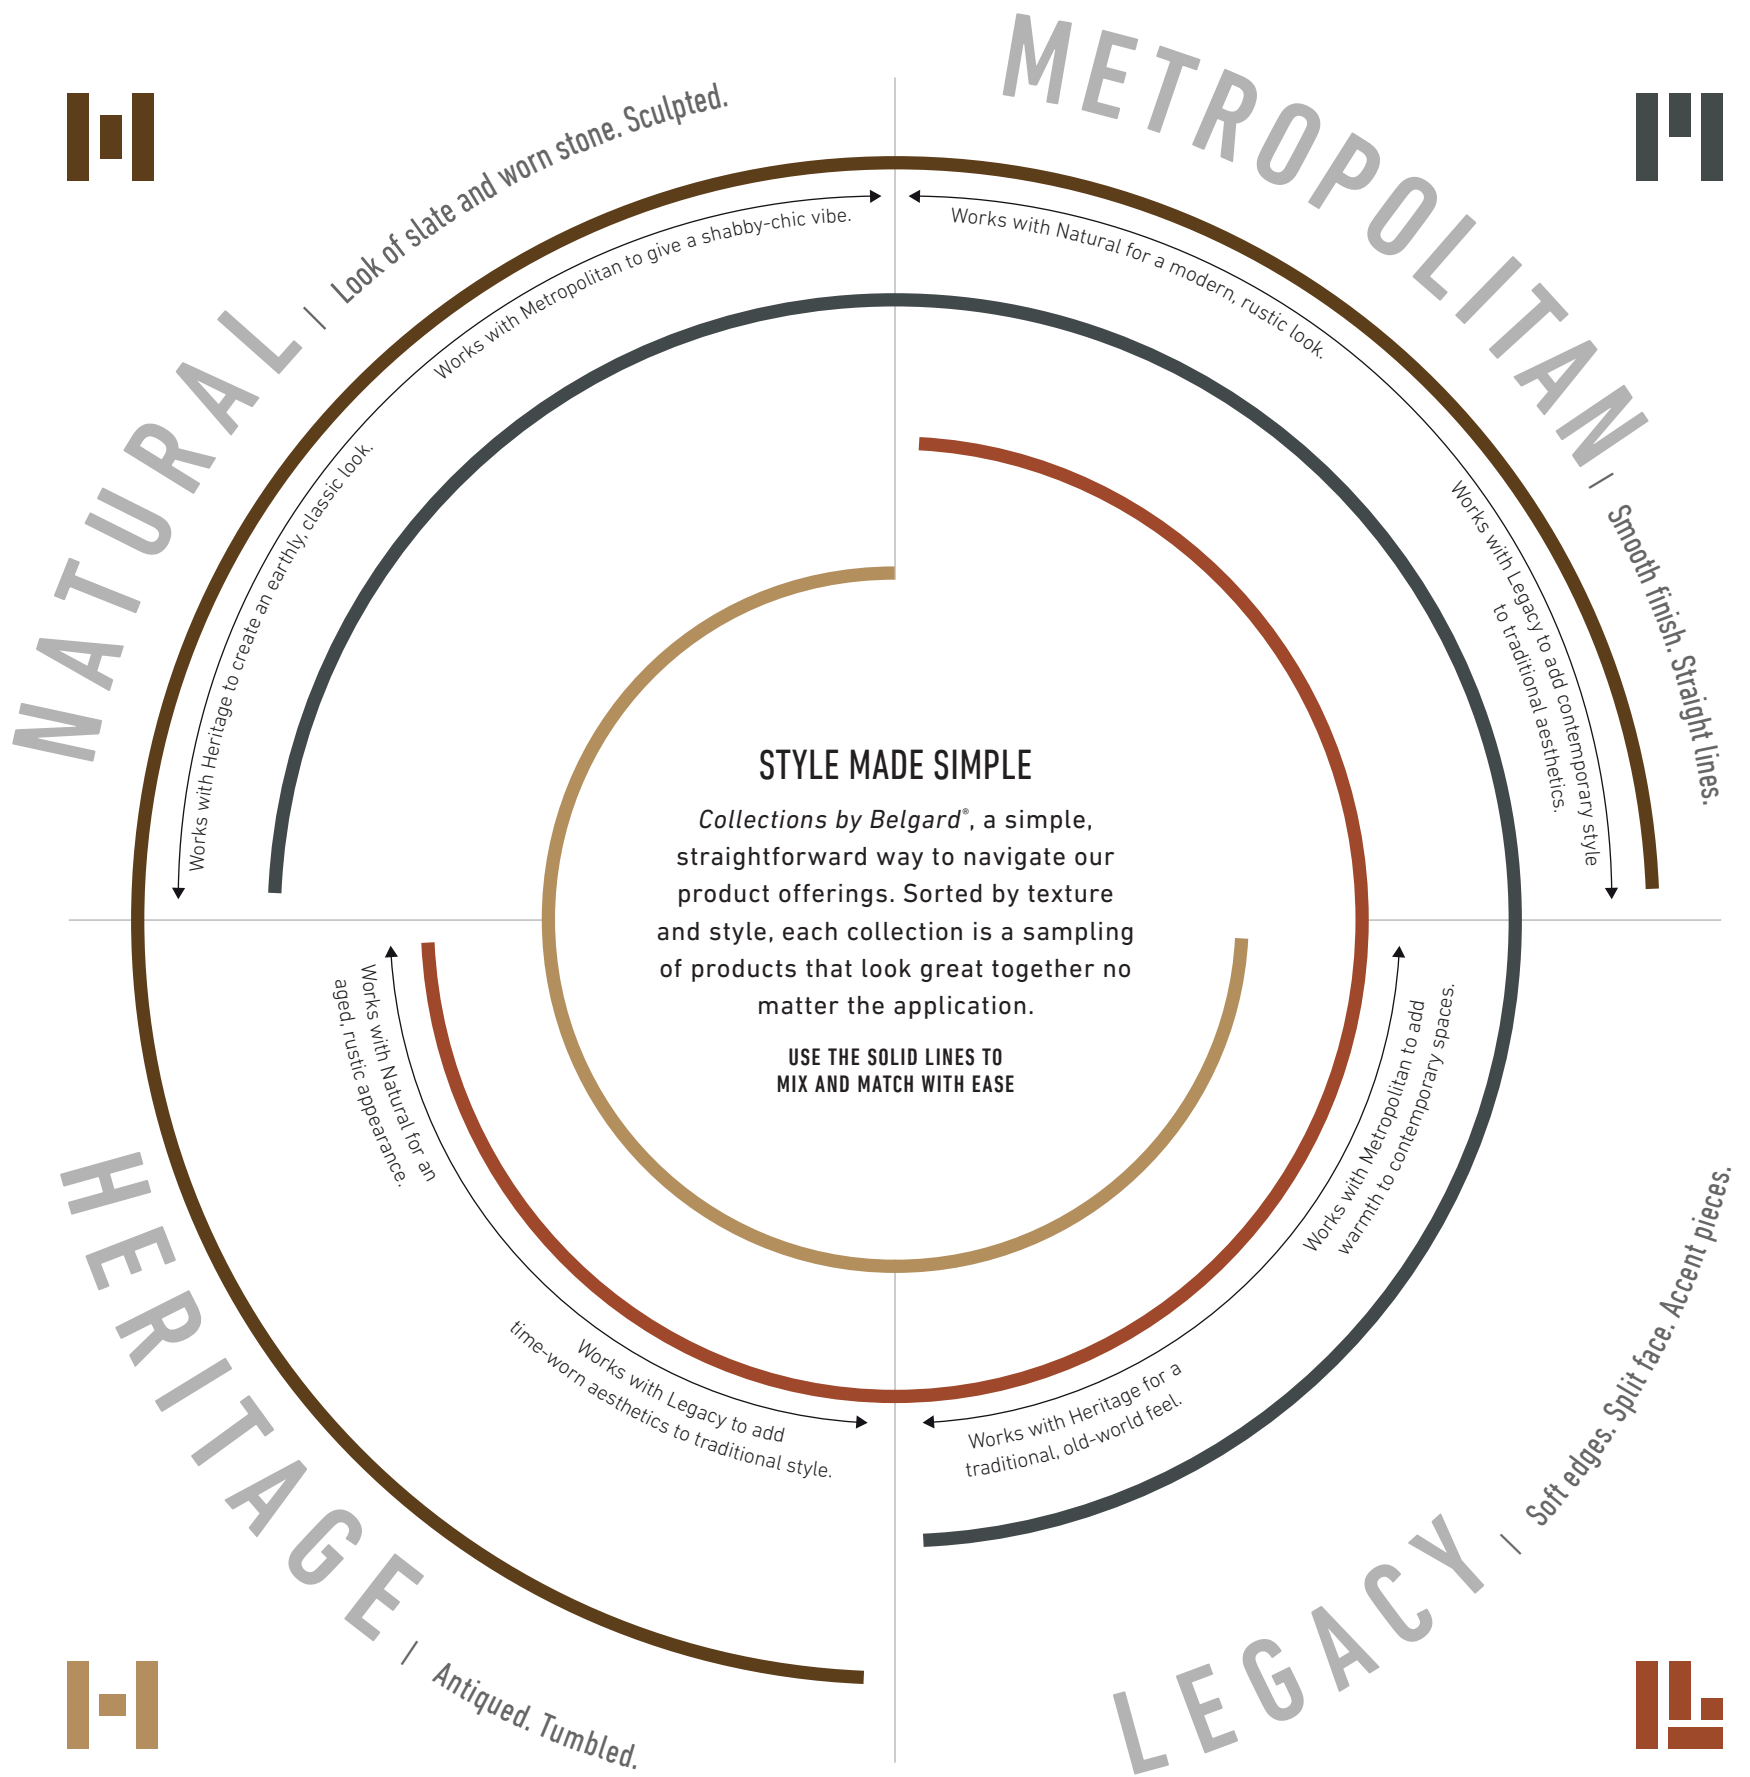 METROPOLITAN | Smooth finish. Straight lines.
NATURAL | Look of slate and worn stone. Sculpted.
Works with Metropolitan to give a shabby-chic vibe.
Works with Heritage to create an earthly, classic look.
Works with Natural for a modern, rustic look.
Works with Legacy to add contemporary style
to traditional aesthetics.
STYLE MADE SIMPLE
Collections by Belgard®, a simple,
straightforward way to navigate our
product offerings. Sorted by texture
and style, each collection is a sampling
of products that look great together no
matter the application.
USE THE SOLID LINES TO
MIX AND MATCH WITH EASE
Works with Natural for an
aged, rustic appearance.
Works with Legacy to add
time-worn aesthetics to traditional style.
Works with Metropolitan to add
warmth to contemporary spaces.
Works with Heritage for a
traditional, old-world feel.
HERITAGE | Antiqued. Tumbled.
LEGACY | Soft edges. Split face. Accent pieces.